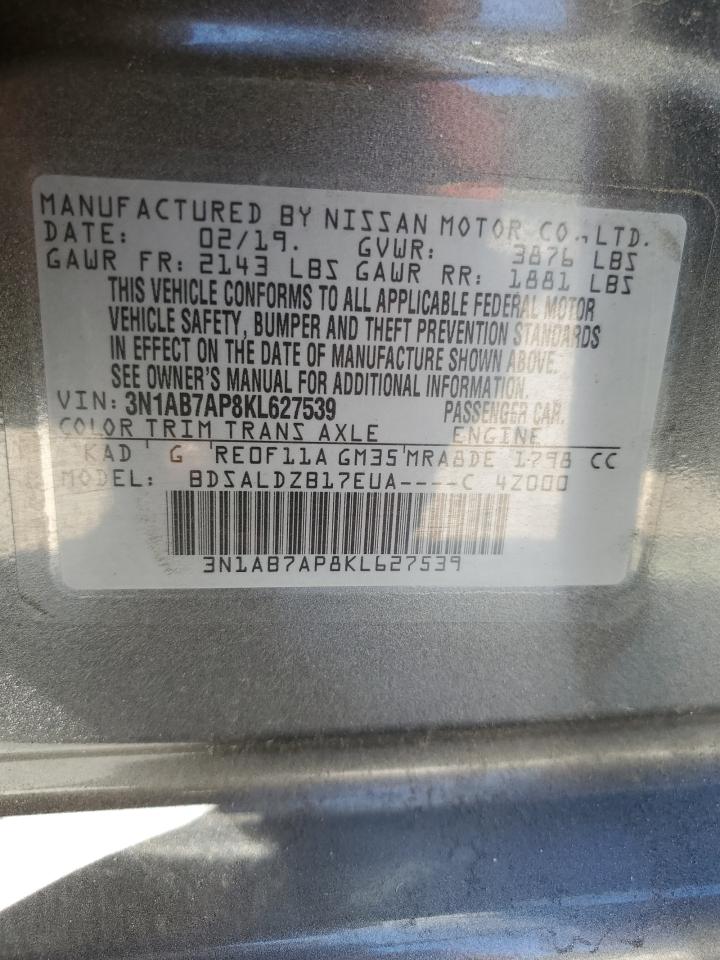 MANUFACTURED BY NISSAN MOTOR CO., LTD.
DATE: 02/19. GVWR: 3876 LBS
GAWR FR: 2143 LBS GAWR RR: 1881 LBS
THIS VEHICLE CONFORMS TO ALL APPLICABLE FEDERAL MOTOR
VEHICLE SAFETY, BUMPER AND THEFT PREVENTION STANDARDS
IN EFFECT ON THE DATE OF MANUFACTURE SHOWN ABOVE.
SEE OWNER'S MANUAL FOR ADDITIONAL INFORMATION.
VIN: 3N1AB7AP8KL627539 PASSENGER CAR.
COLOR TRIM TRANS AXLE ENGINE
KAD G RE0F11A GM35 MRA8DE 1798 CC
MODEL: BDSALDZB17EUA----C 4Z000
3N1AB7AP8KL627539